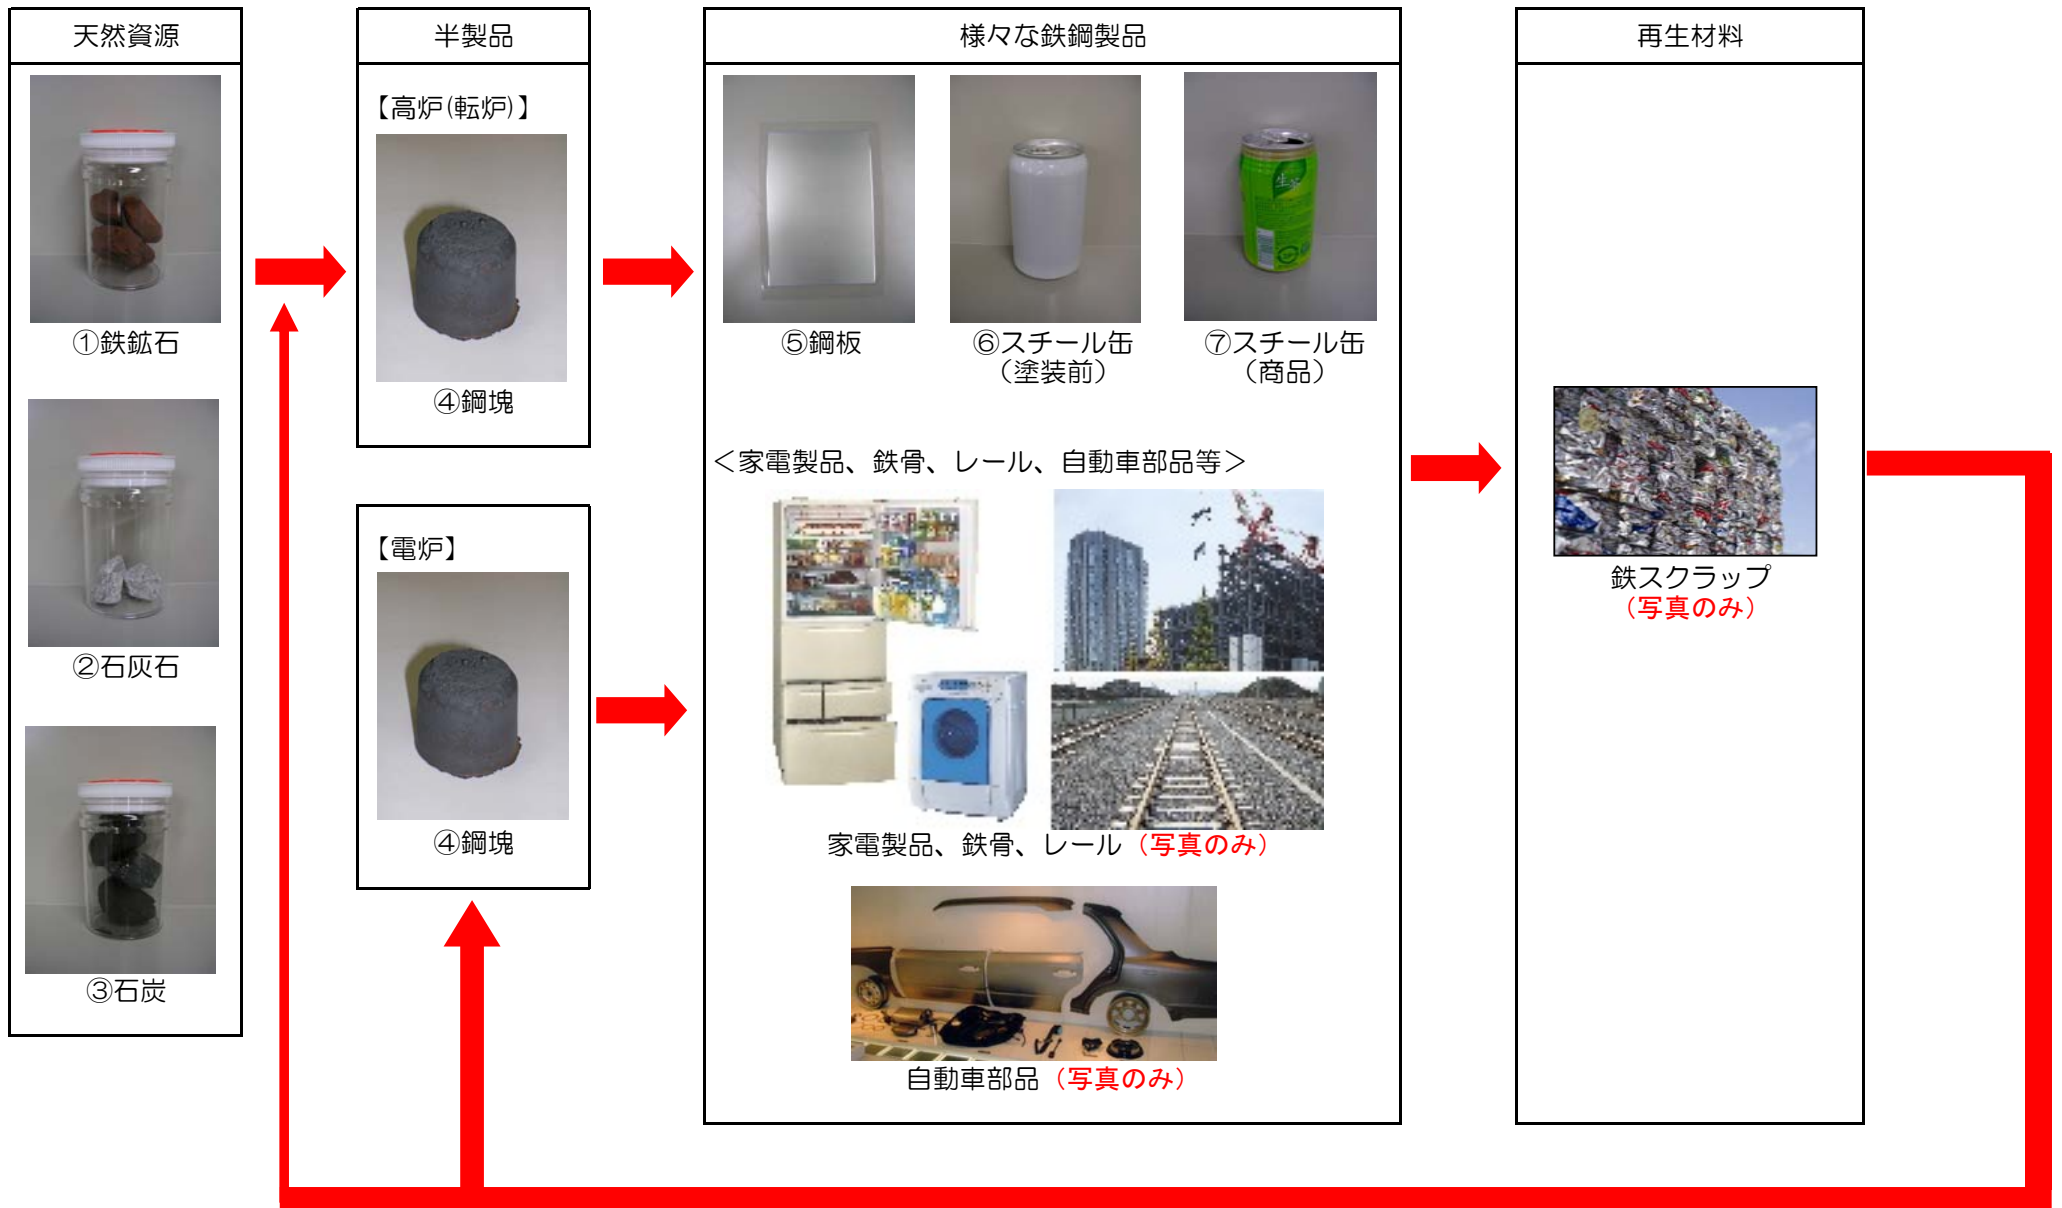 天然資源
①鉄鉱石
②石灰石
③石炭
半製品
【高炉(転炉)】
④鋼塊
【電炉】
④鋼塊
様々な鉄鋼製品
⑤鋼板
⑥スチール缶
（塗装前）
生茶
⑦スチール缶
（商品）
＜家電製品、鉄骨、レール、自動車部品等＞
家電製品、鉄骨、レール（写真のみ）
自動車部品（写真のみ）
再生材料
鉄スクラップ
（写真のみ）